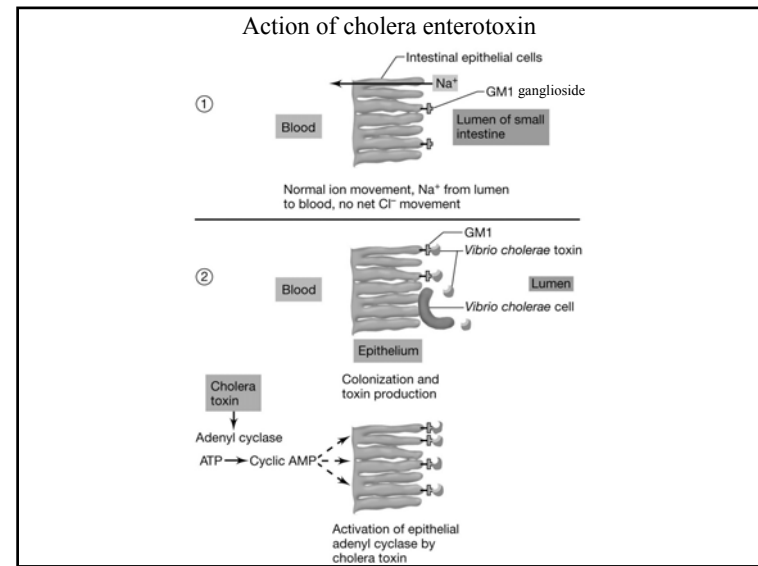 Action of cholera enterotoxin
Intestinal epithelial cells
Na⁺
GM1 ganglioside
①
Blood
Lumen of small
intestine
Normal ion movement, Na⁺ from lumen
to blood, no net Cl⁻ movement
GM1
Vibrio cholerae toxin
②
Blood
Lumen
Vibrio cholerae cell
Epithelium
Colonization and
toxin production
Cholera
toxin
Adenyl cyclase
ATP → Cyclic AMP
Activation of epithelial
adenyl cyclase by
cholera toxin